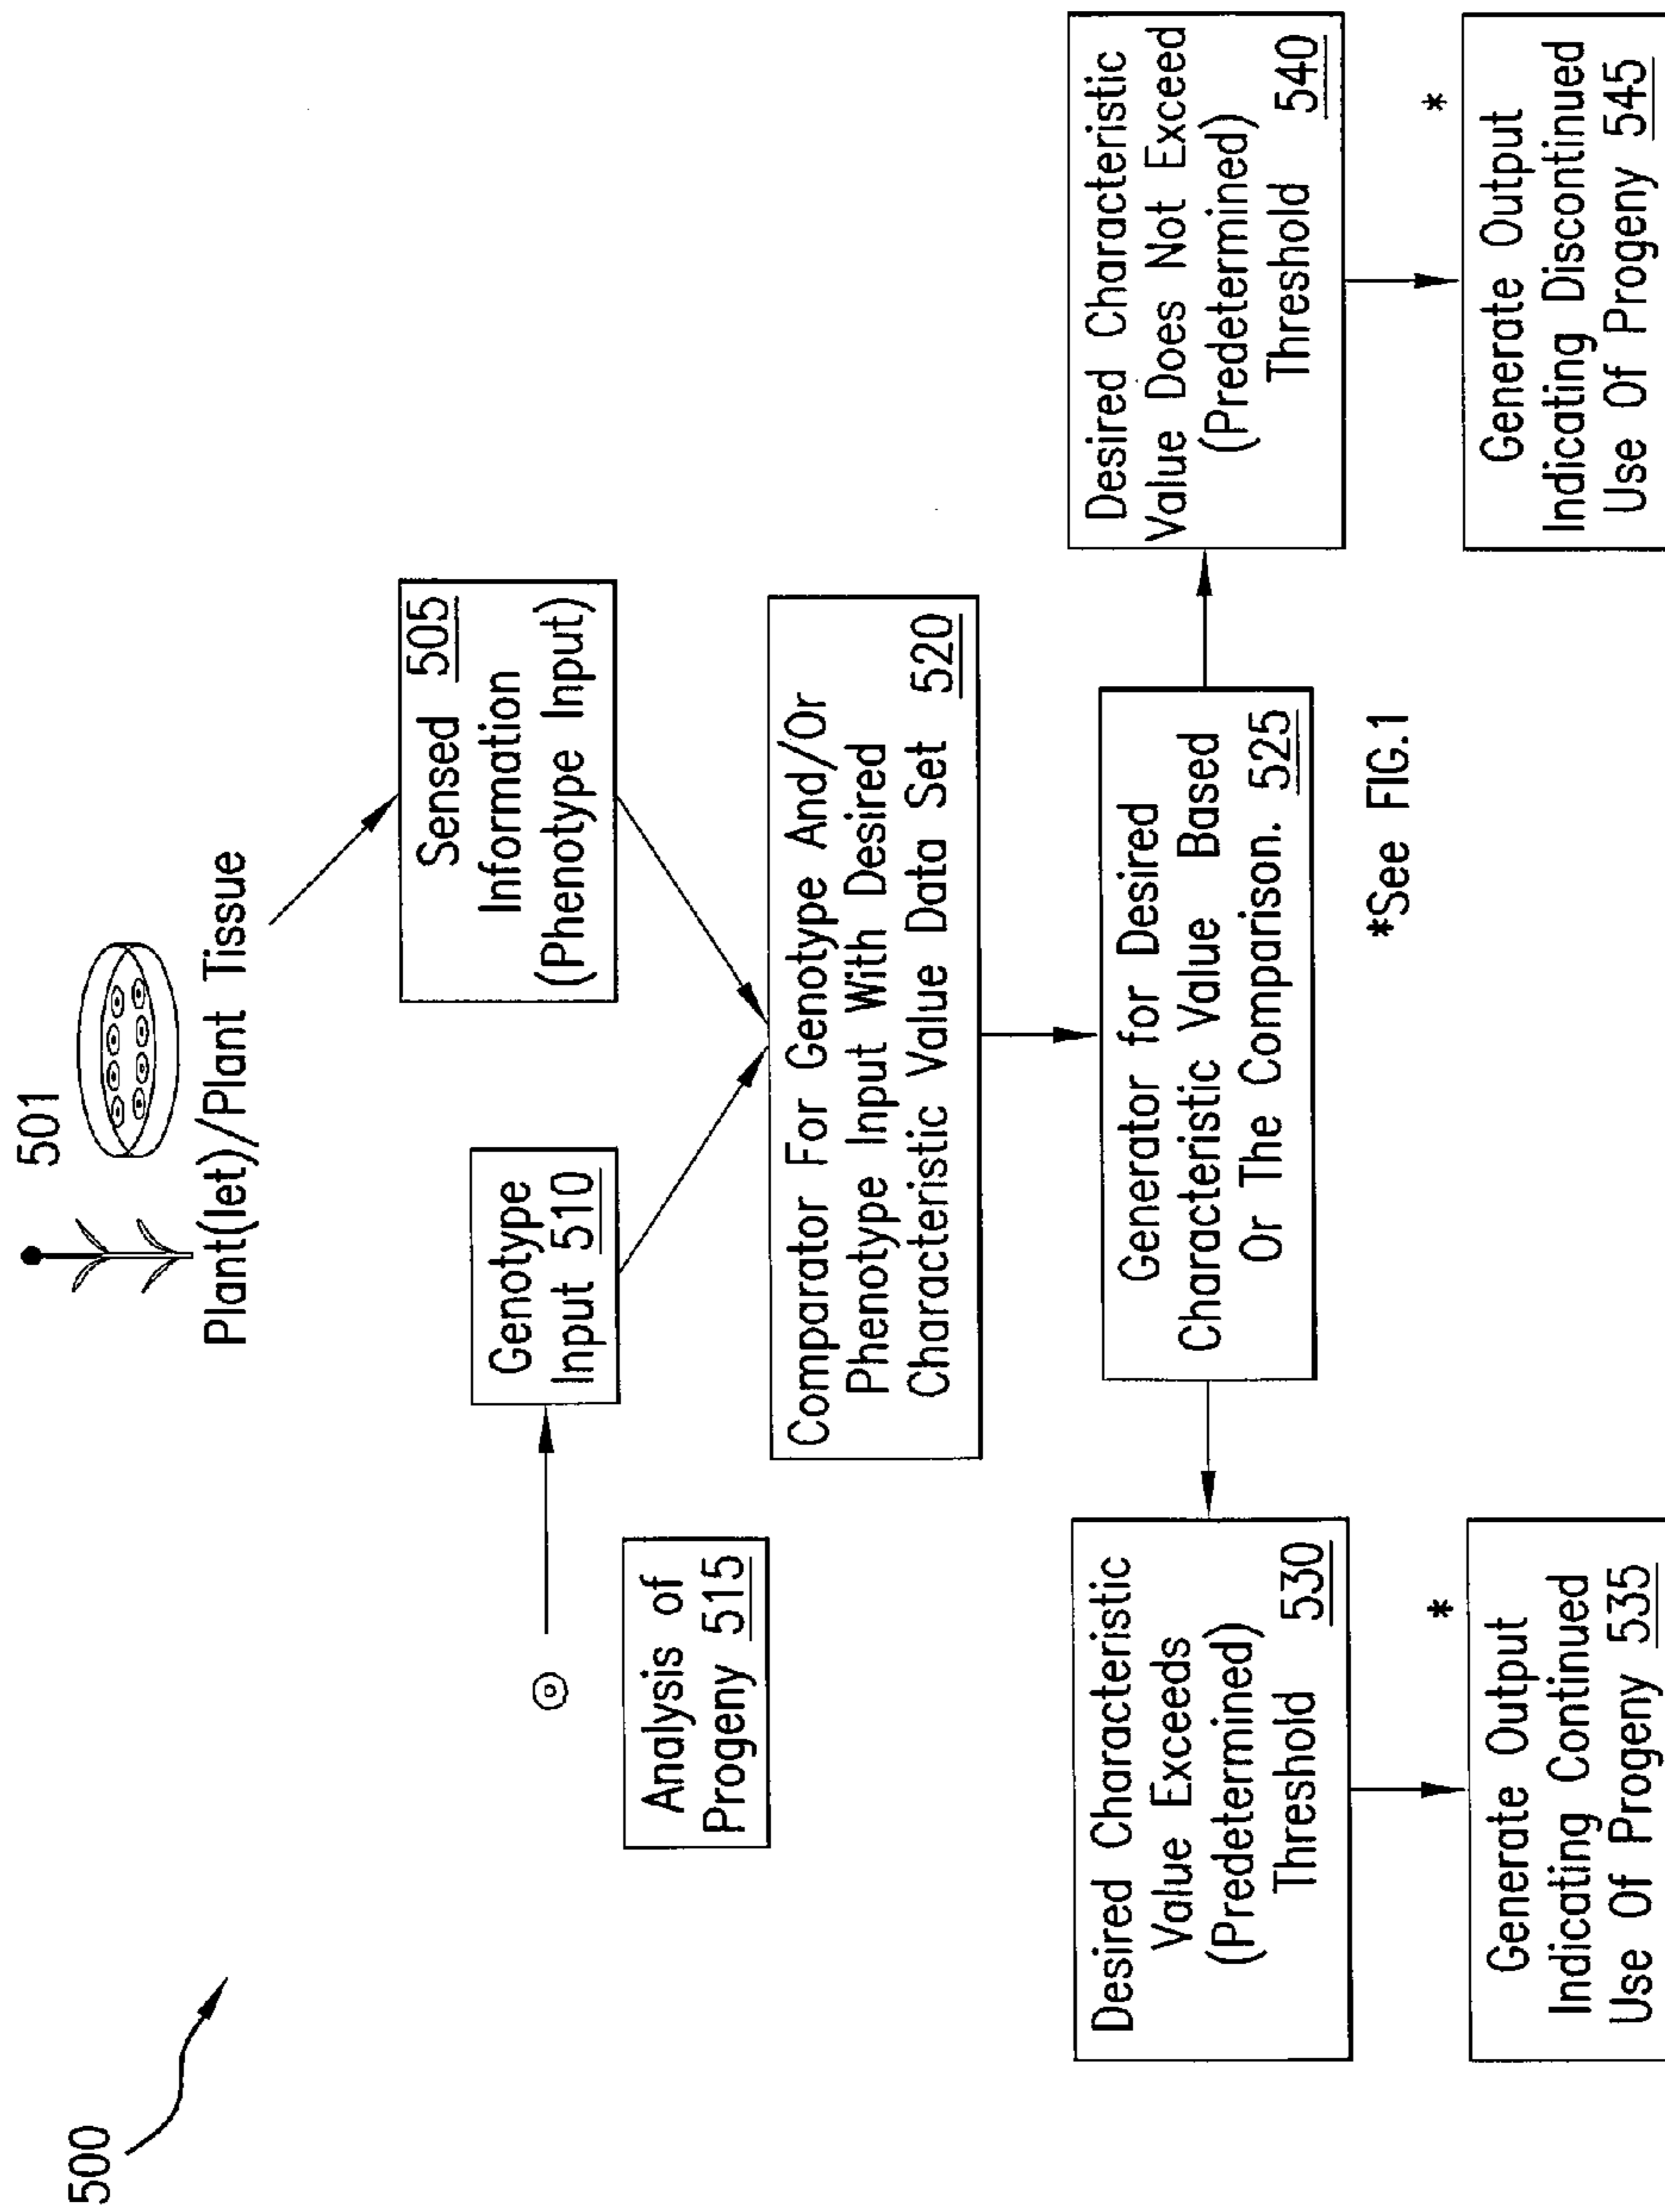 500
501
Plant(let)/Plant Tissue
Sensed 505
Information
(Phenotype Input)
Genotype
Input 510
Analysis of
Progeny 515
Comparator For Genotype And/Or
Phenotype Input With Desired
Characteristic Value Data Set 520
Generator for Desired
Characteristic Value Based
Or The Comparison. 525
Desired Characteristic
Value Exceeds
(Predetermined)
Threshold 530
Desired Characteristic
Value Does Not Exceed
(Predetermined)
Threshold 540
*See FIG.1
*
Generate Output
Indicating Continued
Use Of Progeny 535
*
Generate Output
Indicating Discontinued
Use Of Progeny 545